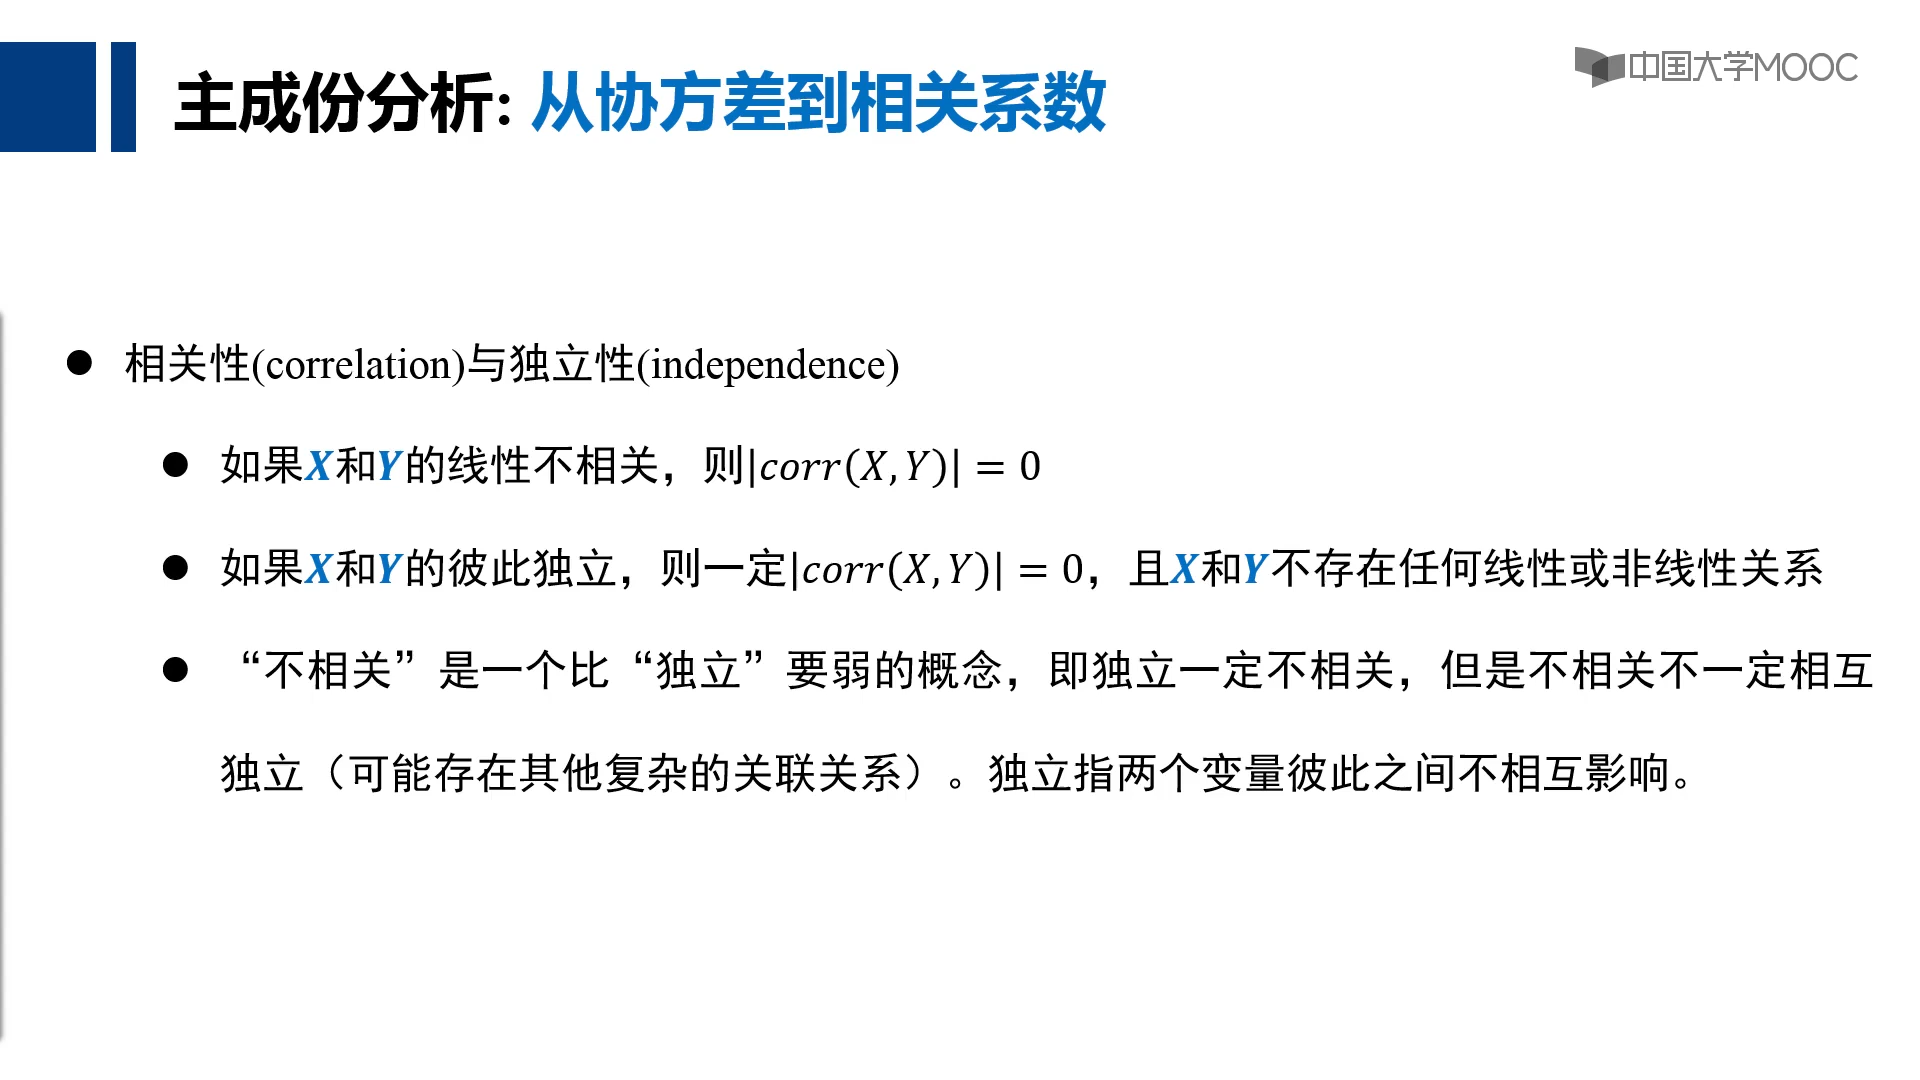 主成份分析: 从协方差到相关系数
中国大学MOOC
● 相关性(correlation)与独立性(independence)
● 如果X和Y的线性不相关，则|corr(X,Y)| = 0
● 如果X和Y的彼此独立，则一定|corr(X,Y)| = 0，且X和Y不存在任何线性或非线性关系
● “不相关”是一个比“独立”要弱的概念，即独立一定不相关，但是不相关不一定相互
独立（可能存在其他复杂的关联关系）。独立指两个变量彼此之间不相互影响。